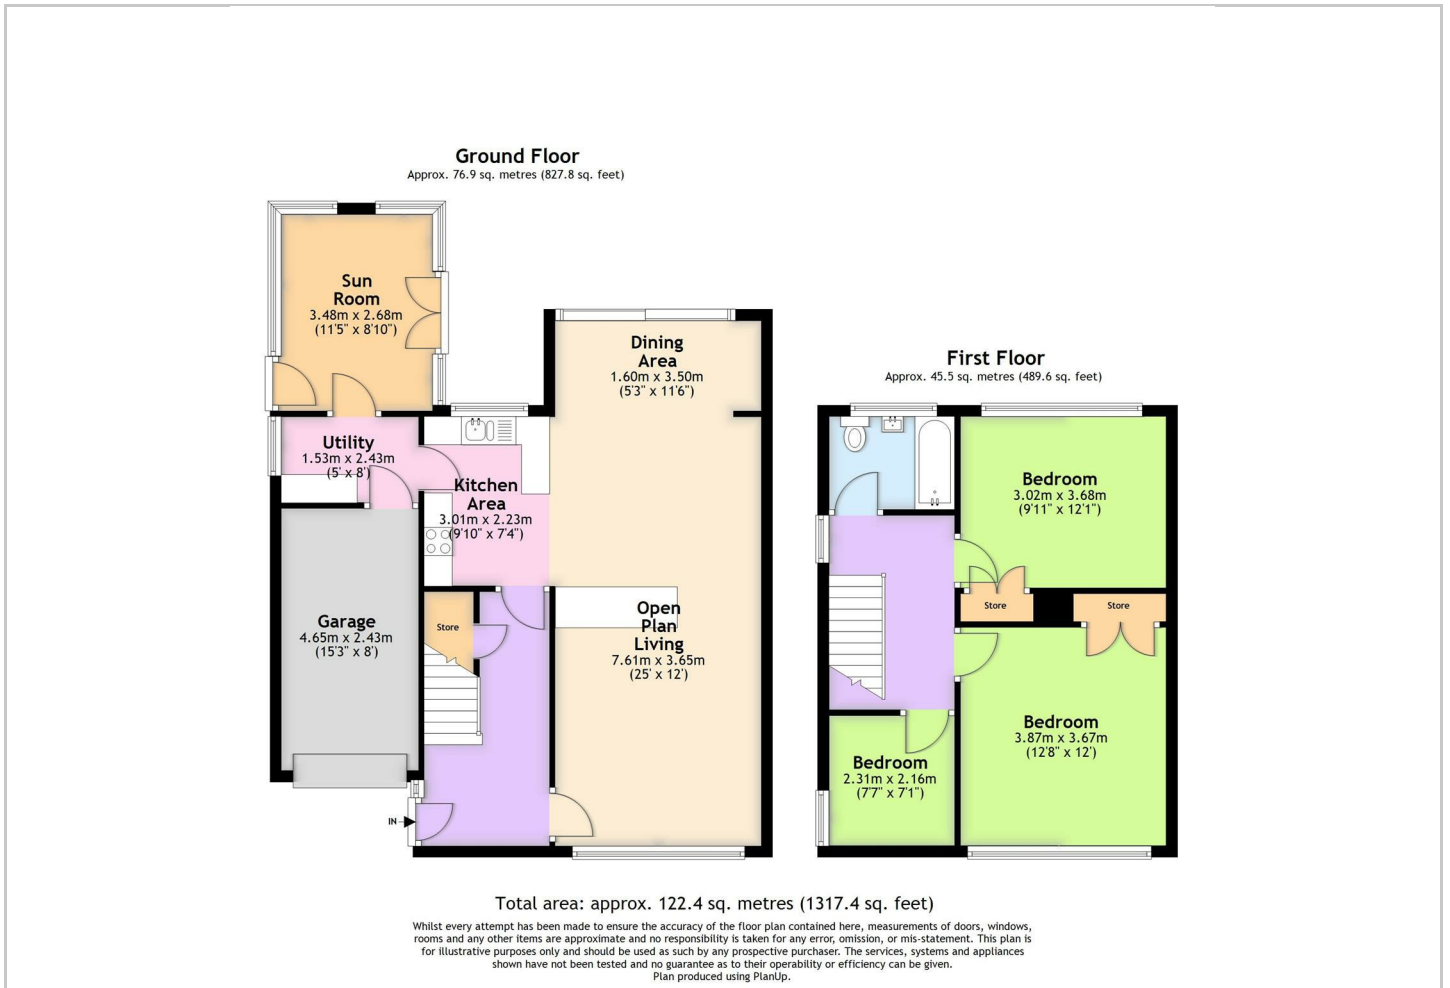 Ground Floor
Approx. 76.9 sq. metres (827.8 sq. feet)
Sun
Room
3.48m x 2.68m
(11'5" x 8'10")
Dining
Area
1.60m x 3.50m
(5'3" x 11'6")
Utility
1.53m x 2.43m
(5' x 8')
Kitchen
Area
3.01m x 2.23m
(9'10" x 7'4")
Garage
4.65m x 2.43m
(15'3" x 8')
Store
Open
Plan
Living
7.61m x 3.65m
(25' x 12')
IN
First Floor
Approx. 45.5 sq. metres (489.6 sq. feet)
Bedroom
3.02m x 3.68m
(9'11" x 12'1")
Store
Store
Bedroom
3.87m x 3.67m
(12'8" x 12')
Bedroom
2.31m x 2.16m
(7'7" x 7'1")
Total area: approx. 122.4 sq. metres (1317.4 sq. feet)
Whilst every attempt has been made to ensure the accuracy of the floor plan contained here, measurements of doors, windows,
rooms and any other items are approximate and no responsibility is taken for any error, omission, or mis-statement. This plan is
for illustrative purposes only and should be used as such by any prospective purchaser. The services, systems and appliances
shown have not been tested and no guarantee as to their operability or efficiency can be given.
Plan produced using PlanUp.